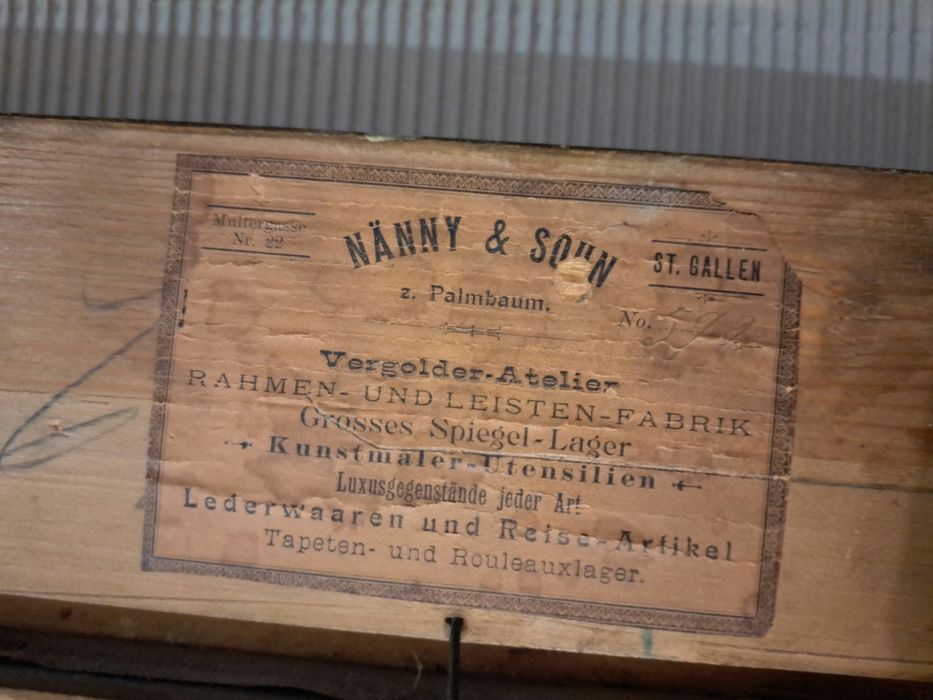 Multergasse
Nr. 22
NÄNNY & SOHN
ST. GALLEN
z. Palmbaum.
No.
Vergolder-Atelier
RAHMEN- UND LEISTEN-FABRIK
Grosses Spiegel-Lager
Kunstmaler-Utensilien
Luxusgegenstände jeder Art
Lederwaaren und Reise-Artikel
Tapeten- und Rouleauxlager.